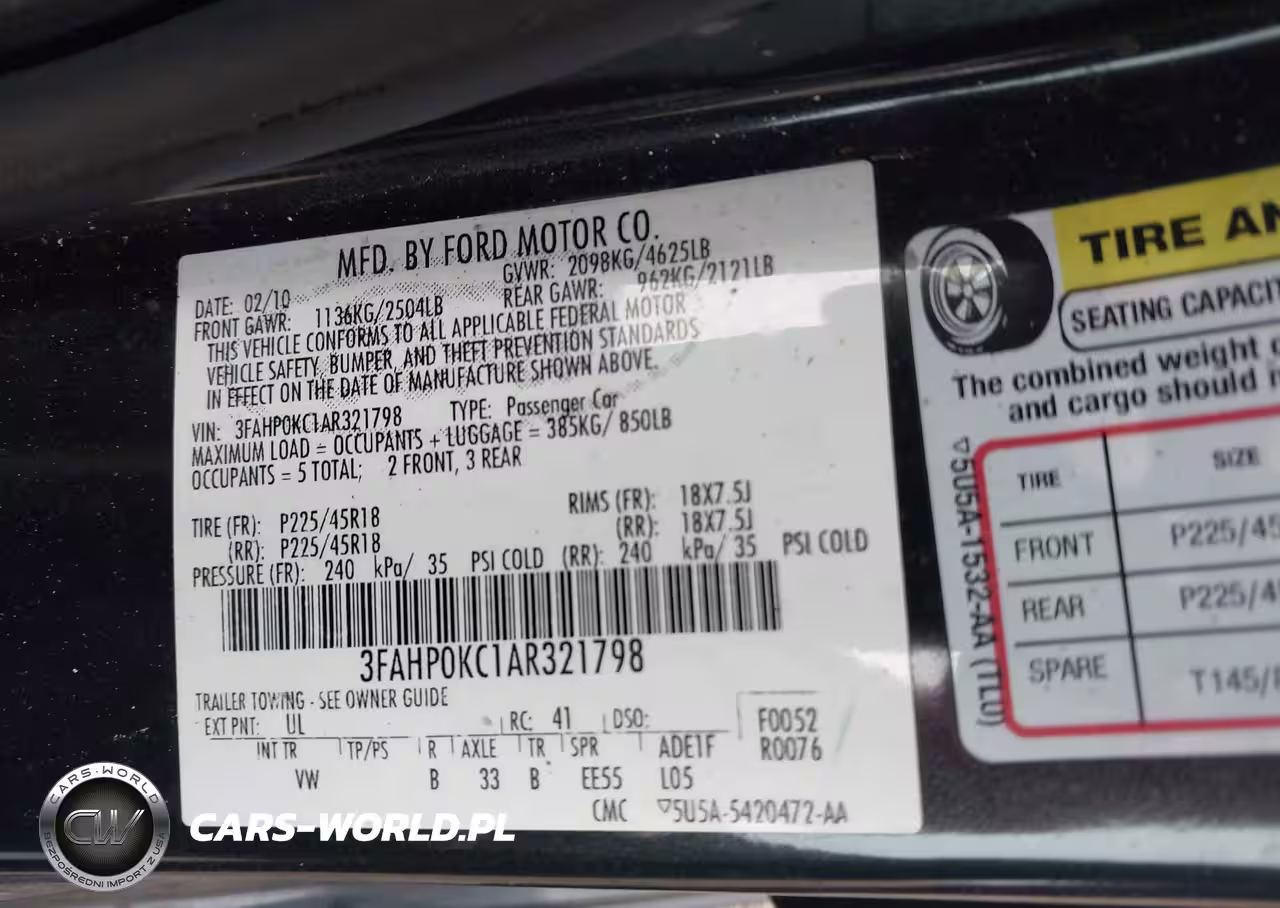 MFD. BY FORD MOTOR CO.
DATE: 02/10 GVWR: 2098KG/4625LB
FRONT GAWR: 1136KG/2504LB REAR GAWR: 962KG/2121LB
THIS VEHICLE CONFORMS TO ALL APPLICABLE FEDERAL MOTOR
VEHICLE SAFETY, BUMPER, AND THEFT PREVENTION STANDARDS
IN EFFECT ON THE DATE OF MANUFACTURE SHOWN ABOVE.
VIN: 3FAHP0KC1AR321798 TYPE: Passenger Car
MAXIMUM LOAD = OCCUPANTS + LUGGAGE = 385KG/ 850LB
OCCUPANTS = 5 TOTAL; 2 FRONT, 3 REAR
TIRE (FR): P225/45R18 RIMS (FR): 18X7.5J
(RR): P225/45R18 (RR): 18X7.5J
PRESSURE (FR): 240 kPa/ 35 PSI COLD (RR): 240 kPa/ 35 PSI COLD
3FAHP0KC1AR321798
TRAILER TOWING - SEE OWNER GUIDE
EXT PNT: UL RC: 41 DSO: F0052
INT TR TP/PS R AXLE TR SPR ADE1F R0076
VW B 33 B EE55 L05
CMC ▽5U5A-5420472-AA
TIRE AN
SEATING CAPACIT
The combined weight o
and cargo should n
▽5U5A-1532-AA (TL0)
TIRE SIZE
FRONT P225/45
REAR P225/4
SPARE T145/
CARS-WORLD
CW
BEZPOŚREDNI IMPORT Z USA
CARS-WORLD.PL